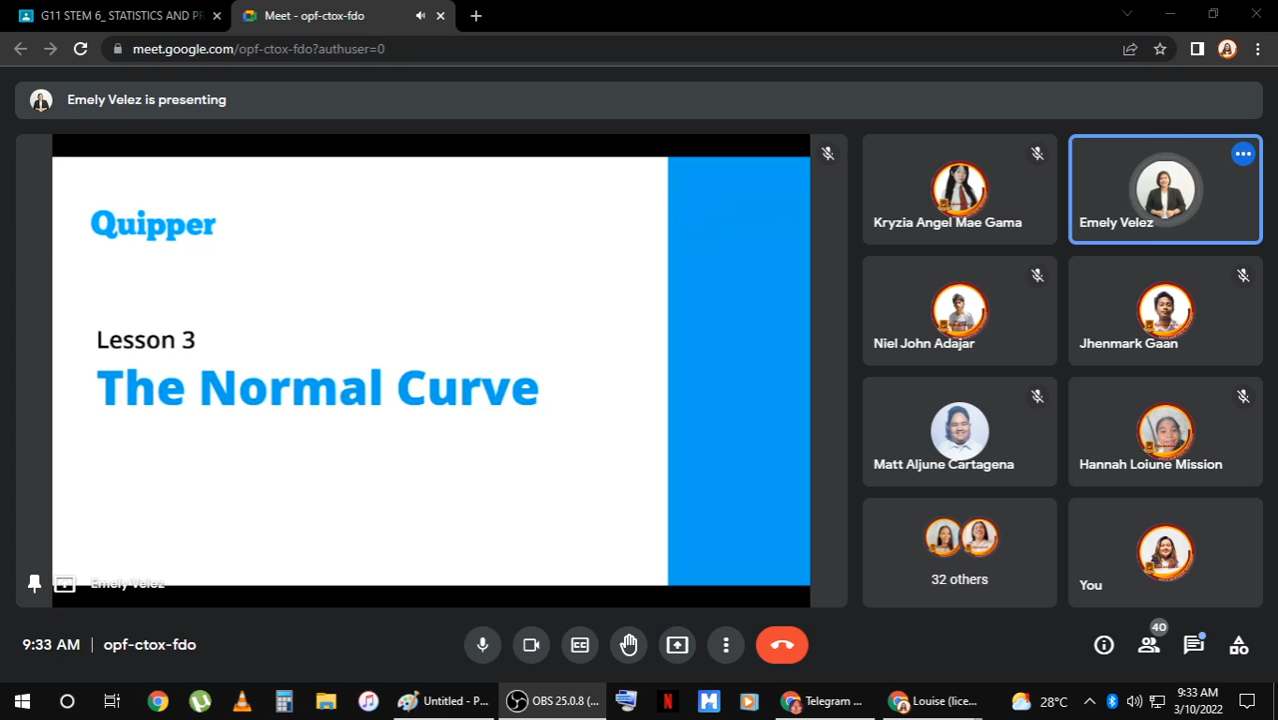 G11 STEM 6_ STATISTICS AND PR
Meet - opf-ctox-fdo
meet.google.com/opf-ctox-fdo?authuser=0
Emely Velez is presenting
Quipper
Lesson 3
The Normal Curve
Emely Velez
Kryzia Angel Mae Gama
Emely Velez
Niel John Adajar
Jhenmark Gaan
Matt Aljune Cartagena
Hannah Loiune Mission
32 others
You
9:33 AM | opf-ctox-fdo
CC
40
Untitled - P...
OBS 25.0.8 (...
N
M
Telegram ...
Louise (lice...
28°C
9:33 AM
3/10/2022